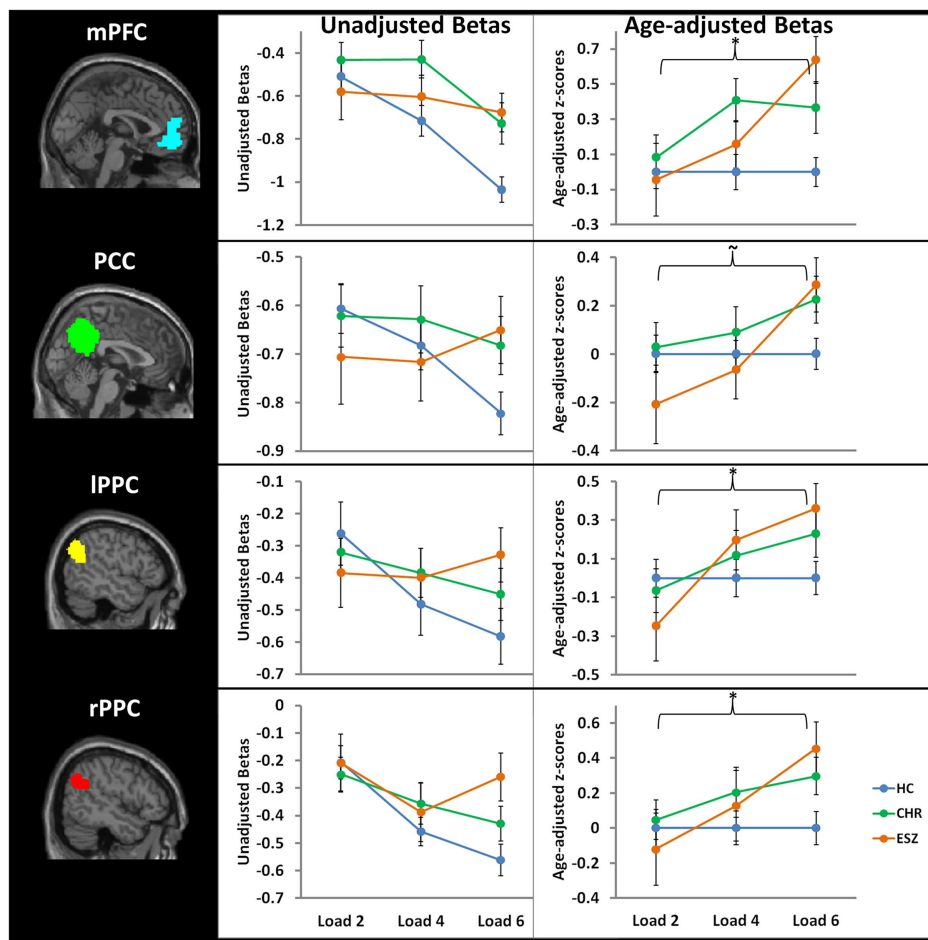 mPFC
Unadjusted Betas
Age-adjusted Betas
Unadjusted Betas
-0.4
-0.6
-0.8
-1
-1.2
Age-adjusted z-scores
0.7
0.5
0.3
0.1
-0.1
-0.3
*
PCC
Unadjusted Betas
-0.5
-0.6
-0.7
-0.8
-0.9
Age-adjusted z-scores
0.4
0.2
0
-0.2
-0.4
~
lPPC
Unadjusted Betas
-0.1
-0.2
-0.3
-0.4
-0.5
-0.6
-0.7
Age-adjusted z-scores
0.5
0.3
0.1
-0.1
-0.3
-0.5
*
rPPC
Unadjusted Betas
0
-0.1
-0.2
-0.3
-0.4
-0.5
-0.6
-0.7
Load 2 Load 4 Load 6
Age-adjusted z-scores
0.6
0.4
0.2
0
-0.2
-0.4
*
Load 2 Load 4 Load 6
HC
CHR
ESZ